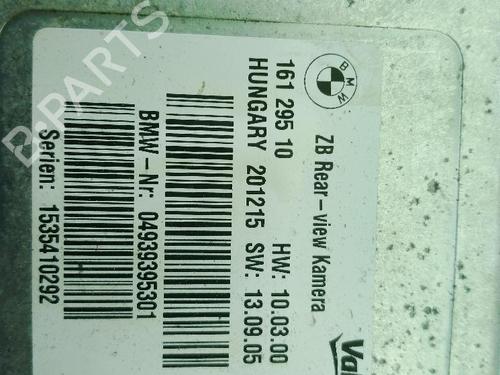 BMW
ZB Rear-view Kamera
161 295 10 HW: 10.03.00
HUNGARY 201215 SW: 13.09.05
BMW-Nr: 04939395301
Serien: 1535410292
B-PARTS